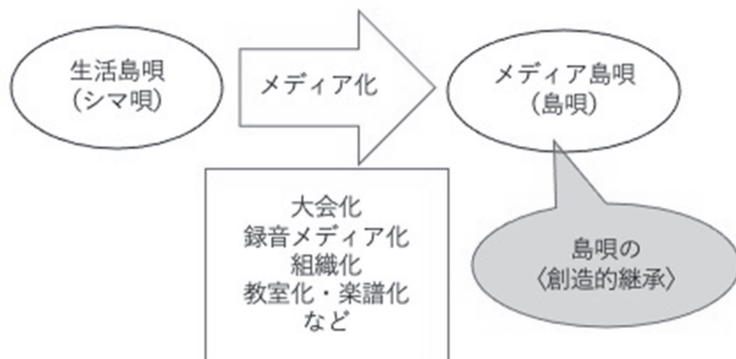 生活島唄
(シマ唄)
メディア化
メディア島唄
(島唄)
大会化
録音メディア化
組織化
教室化・楽譜化
など
島唄の
〈創造的継承〉